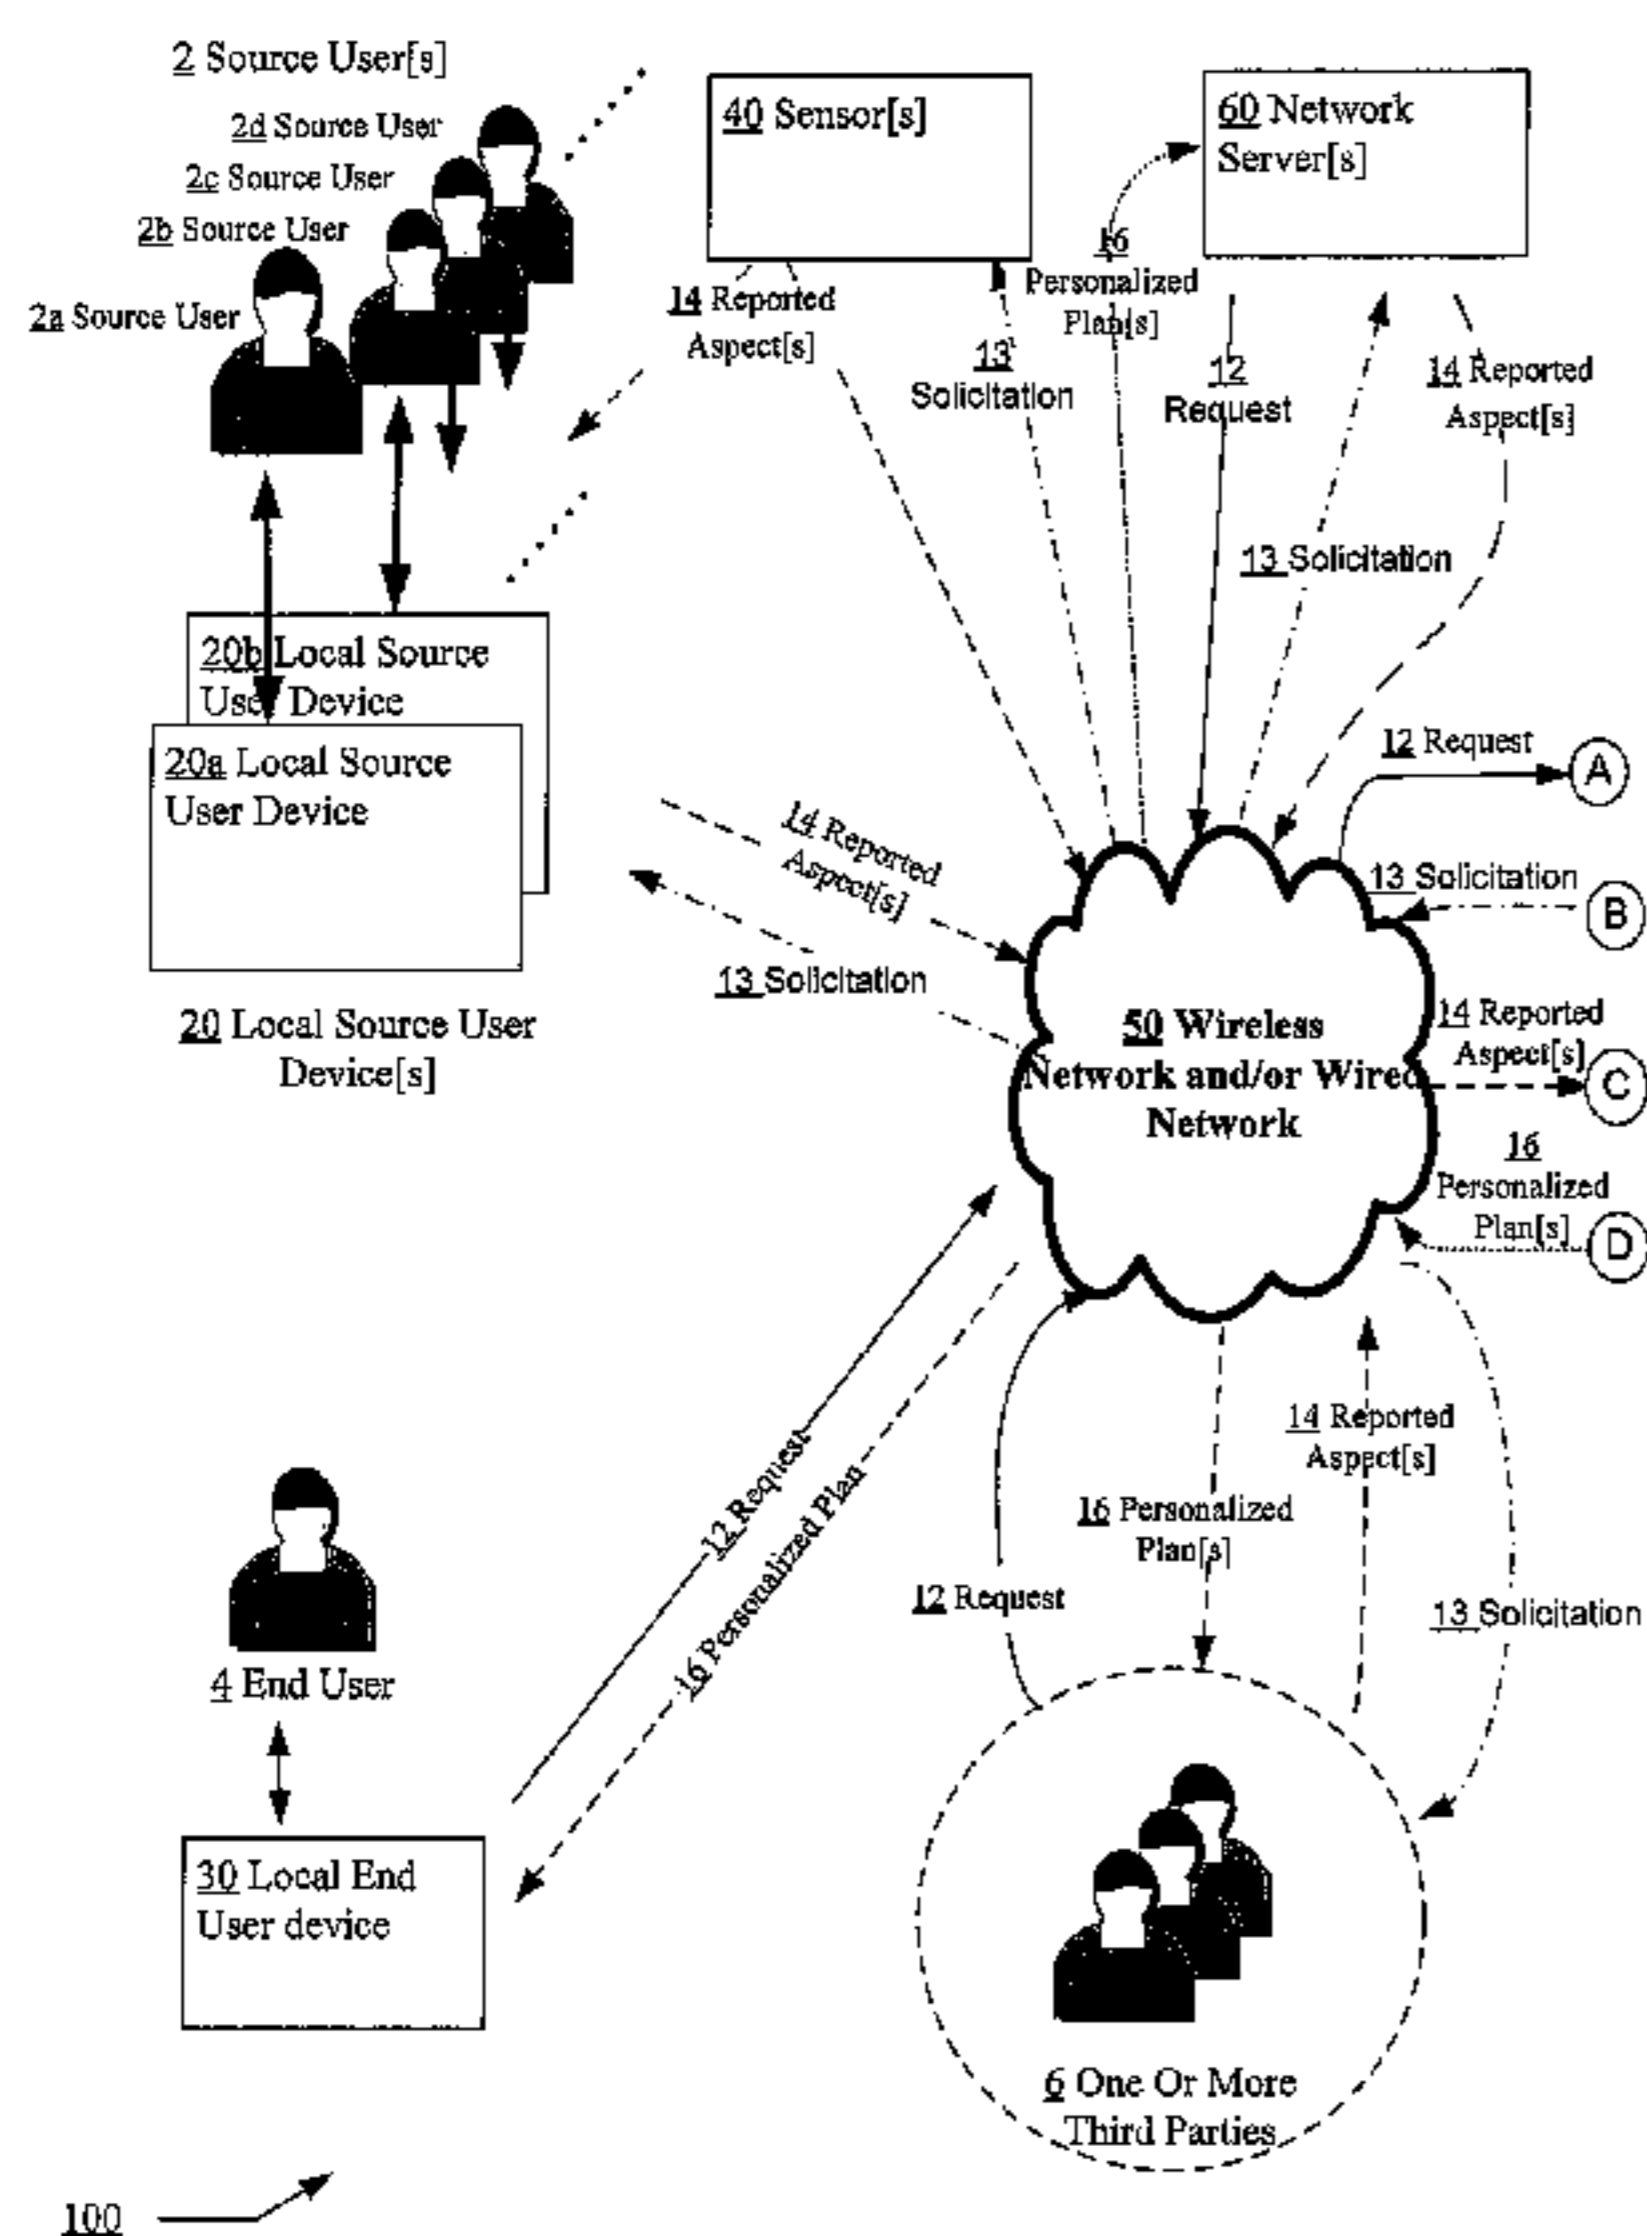 2 Source User[s]
2d Source User
2c Source User
2b Source User
2a Source User
40 Sensor[s]
60 Network
Server[s]
14 Reported
Aspect[s]
13
Solicitation
16
Personalized
Plan[s]
12
Request
14 Reported
Aspect[s]
13 Solicitation
20b Local Source
User Device
20a Local Source
User Device
20 Local Source User
Device[s]
14 Reported
Aspect[s]
13 Solicitation
12 Request
A
13 Solicitation
B
14 Reported
Aspect[s]
C
16
Personalized
Plan[s]
D
50 Wireless
Network and/or Wired
Network
12 Request
16 Personalized Plan
4 End User
30 Local End
User device
12 Request
16 Personalized
Plan[s]
14 Reported
Aspect[s]
13 Solicitation
6 One Or More
Third Parties
100